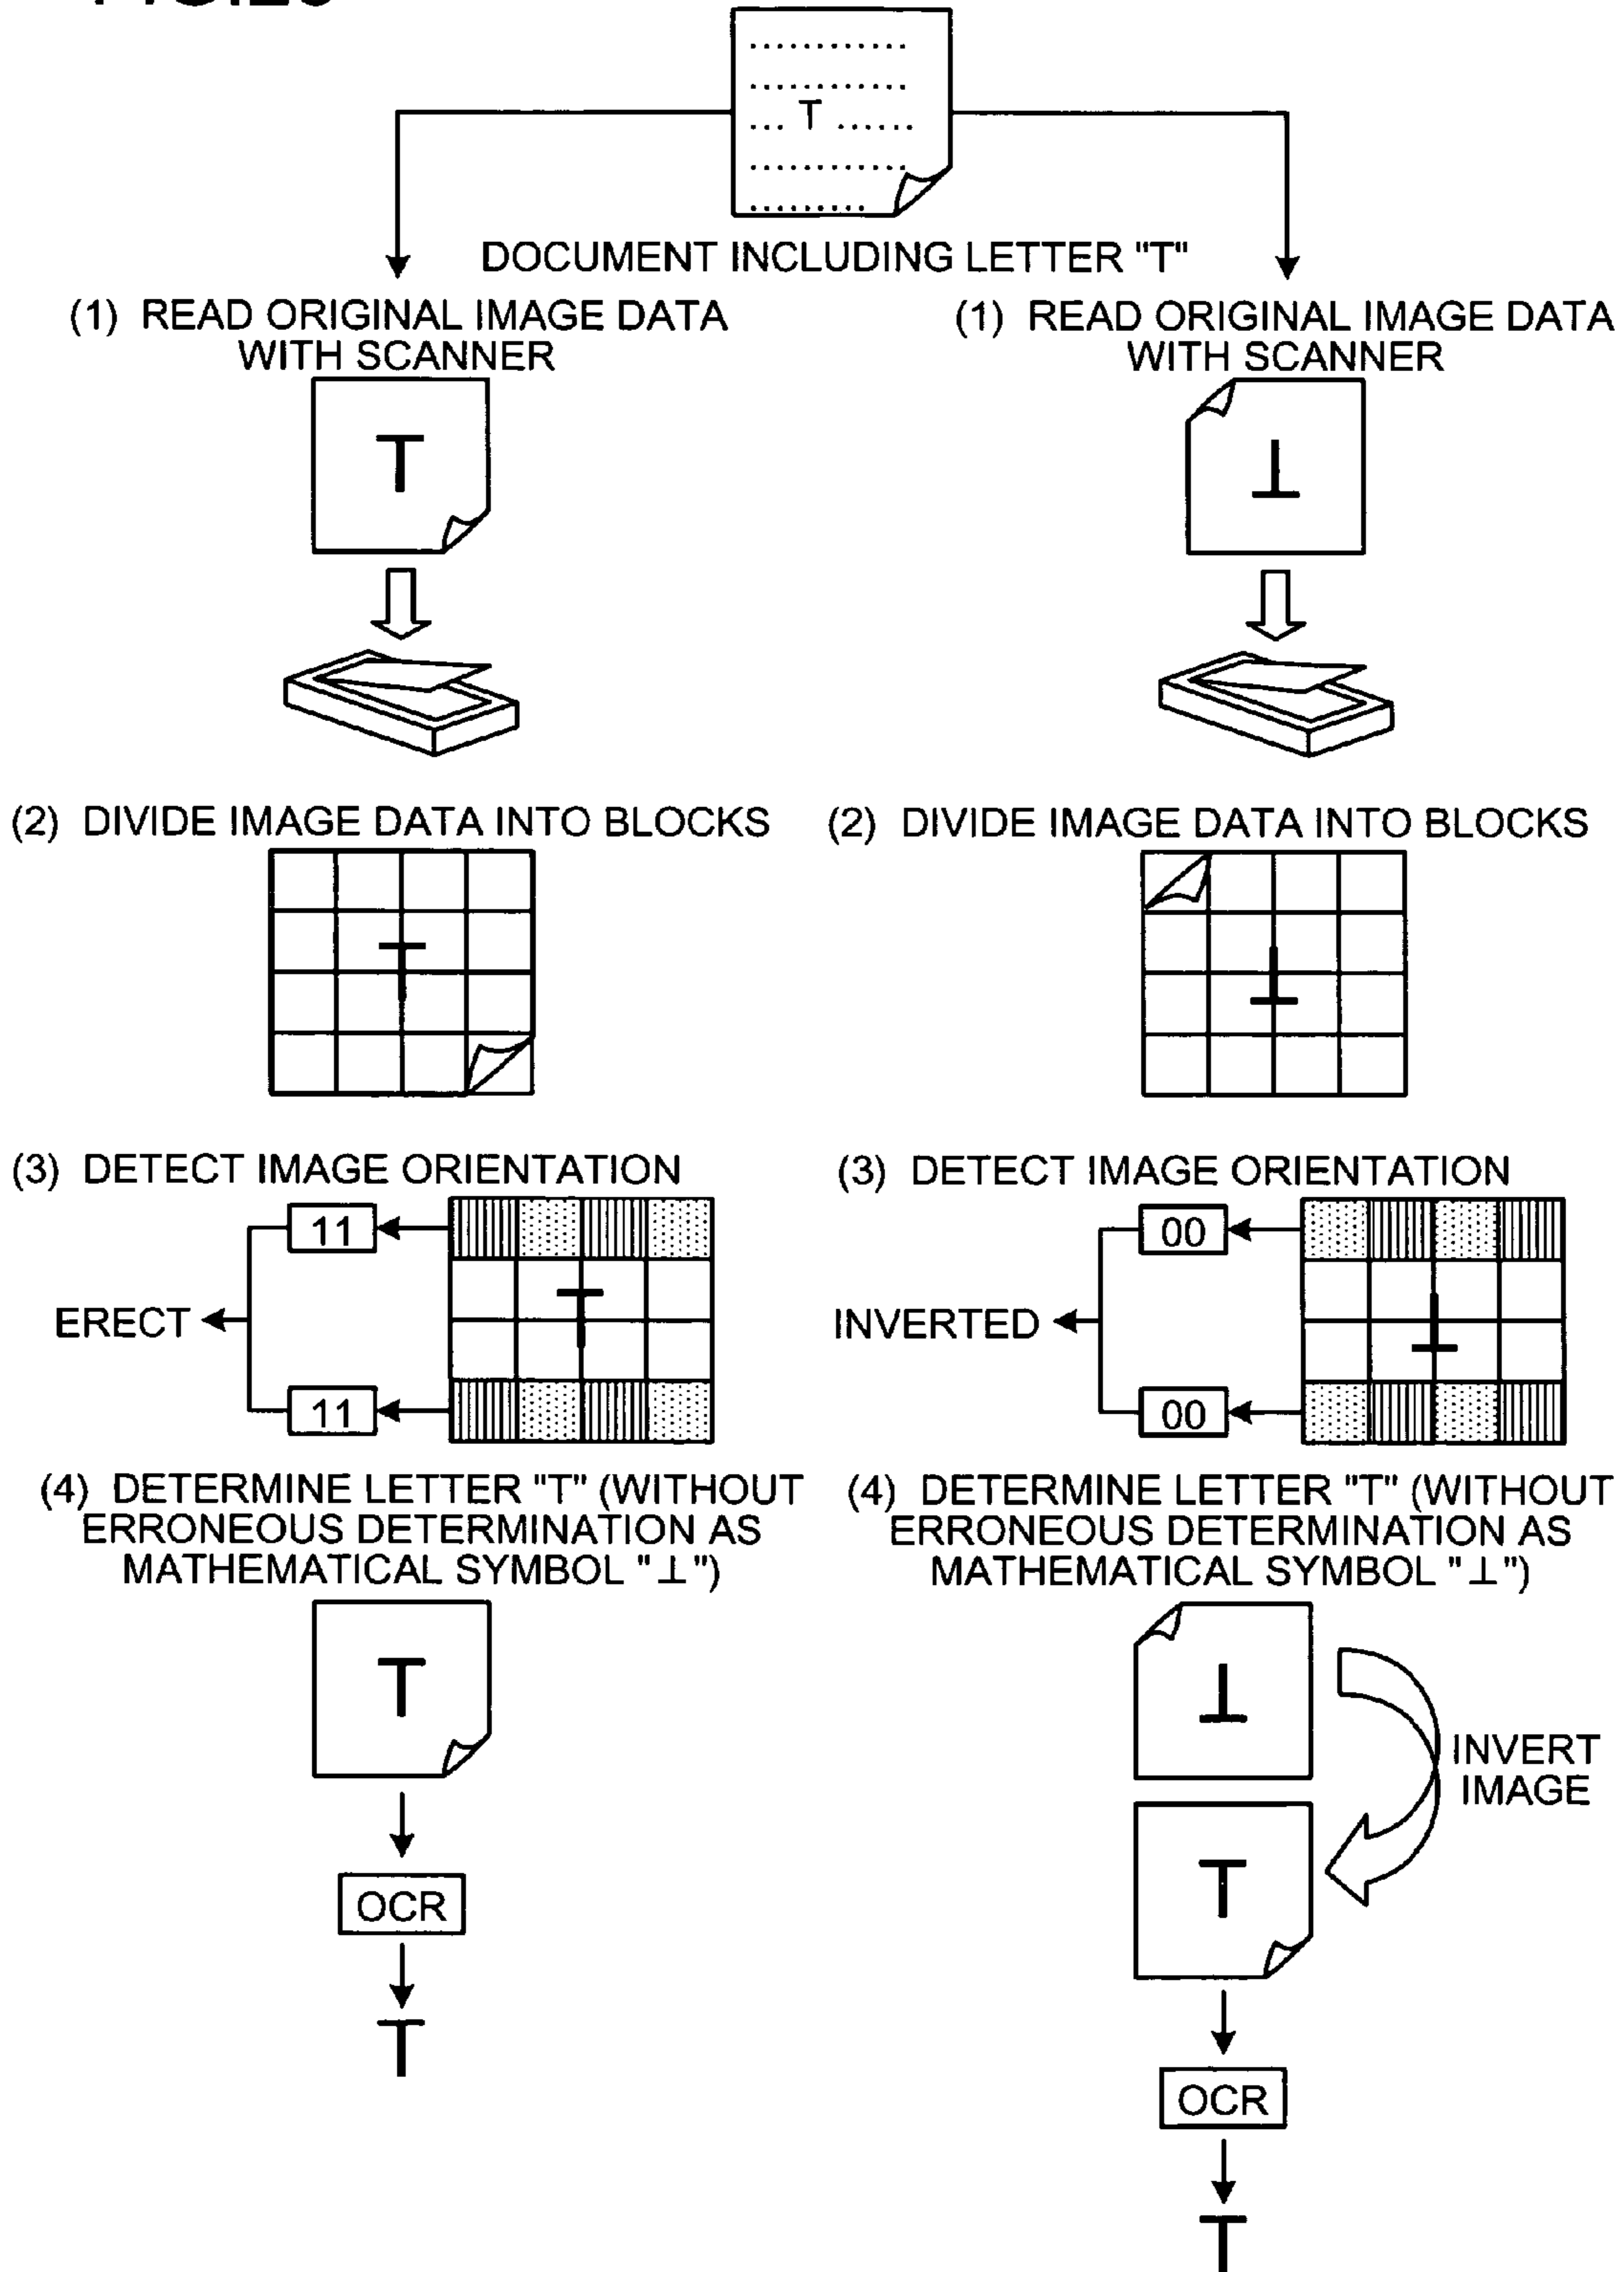 T
DOCUMENT INCLUDING LETTER "T"
(1) READ ORIGINAL IMAGE DATA
WITH SCANNER
T
(2) DIVIDE IMAGE DATA INTO BLOCKS
T
(3) DETECT IMAGE ORIENTATION
11
ERECT
T
11
(4) DETERMINE LETTER "T" (WITHOUT
ERRONEOUS DETERMINATION AS
MATHEMATICAL SYMBOL "⊥")
T
OCR
T
(1) READ ORIGINAL IMAGE DATA
WITH SCANNER
⊥
(2) DIVIDE IMAGE DATA INTO BLOCKS
⊥
(3) DETECT IMAGE ORIENTATION
00
INVERTED
⊥
00
(4) DETERMINE LETTER "T" (WITHOUT
ERRONEOUS DETERMINATION AS
MATHEMATICAL SYMBOL "⊥")
⊥
INVERT
IMAGE
T
OCR
T